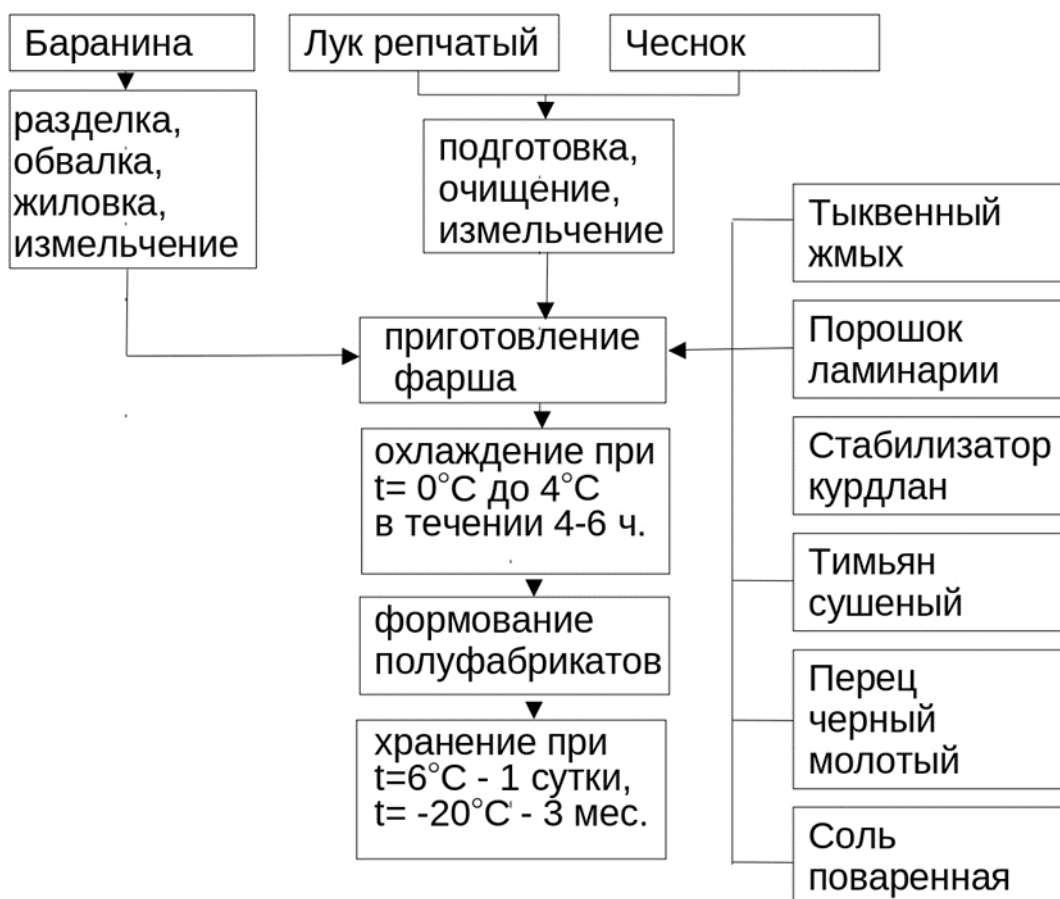 Баранина
Лук репчатый
Чеснок
разделка,
обвалка,
жиловка,
измельчение
подготовка,
очищение,
измельчение
приготовление
фарша
охлаждение при
t= 0°С до 4°С
в течении 4-6 ч.
формование
полуфабрикатов
хранение при
t=6°С - 1 сутки,
t= -20°С - 3 мес.
Тыквенный
жмых
Порошок
ламинарии
Стабилизатор
курдлан
Тимьян
сушеный
Перец
черный
молотый
Соль
поваренная